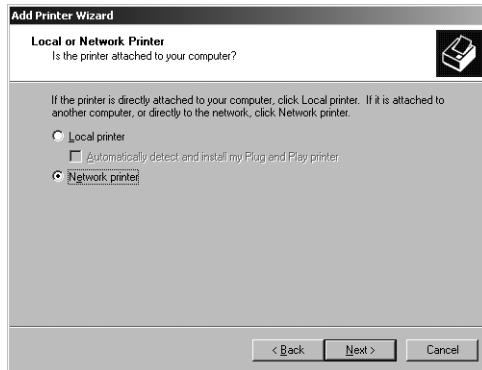 Add Printer Wizard
Local or Network Printer
Is the printer attached to your computer?
If the printer is directly attached to your computer, click Local printer. If it is attached to
another computer, or directly to the network, click Network printer.
Local printer
Automatically detect and install my Plug and Play printer
Network printer
< Back
Next >
Cancel